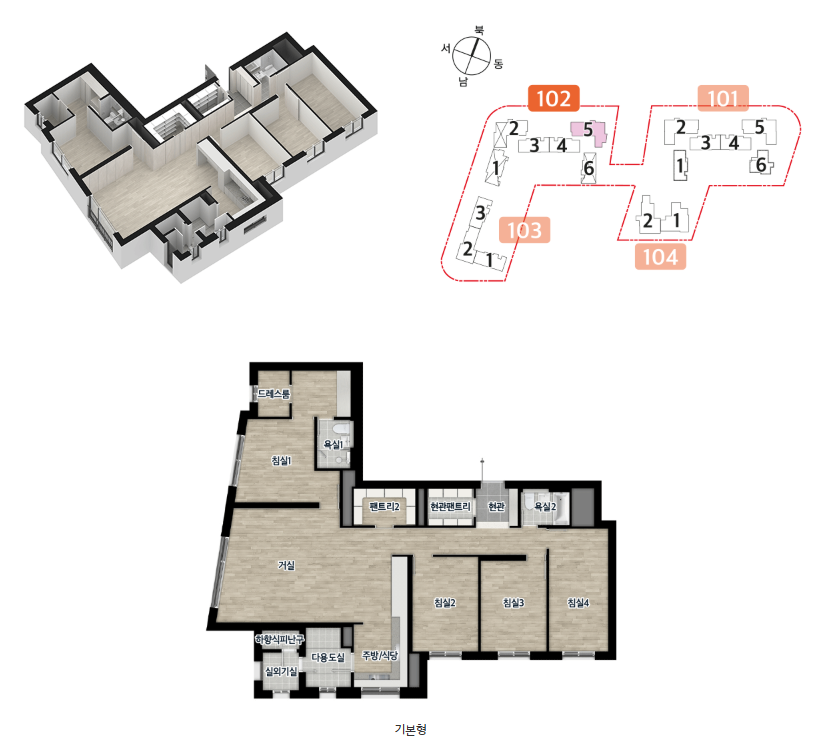 북
서
동
남
102
101
2
5
3
4
1
6
2
5
3
4
1
6
3
103
2
1
2
1
104
드레스룸
욕실1
침실1
팬트리2
현관팬트리
현관
욕실2
거실
침실2
침실3
침실4
하향식피난구
다용도실
주방/식당
실외기실
기본형